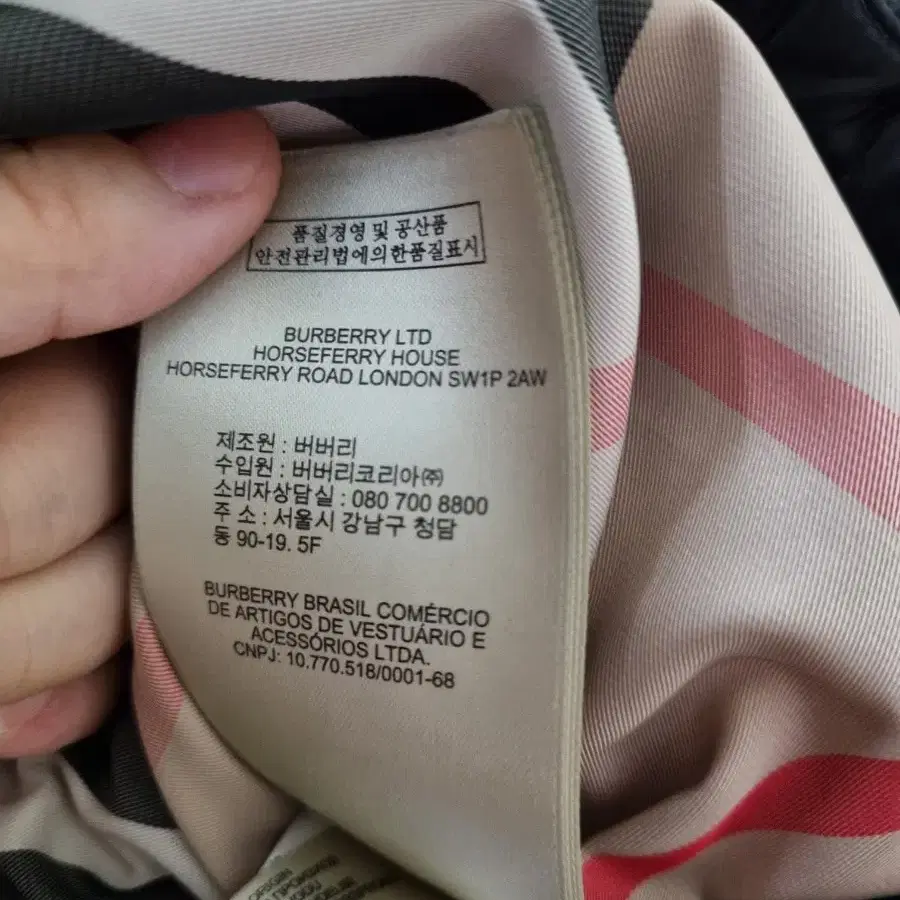 품질경영 및 공산품
안전관리법에의한품질표시
BURBERRY LTD
HORSEFERRY HOUSE
HORSEFERRY ROAD LONDON SW1P 2AW
제조원 : 버버리
수입원 : 버버리코리아㈜
소비자상담실 : 080 700 8800
주 소 : 서울시 강남구 청담
동 90-19. 5F
BURBERRY BRASIL COMÉRCIO
DE ARTIGOS DE VESTUÁRIO E
ACESSÓRIOS LTDA.
CNPJ: 10.770.518/0001-68